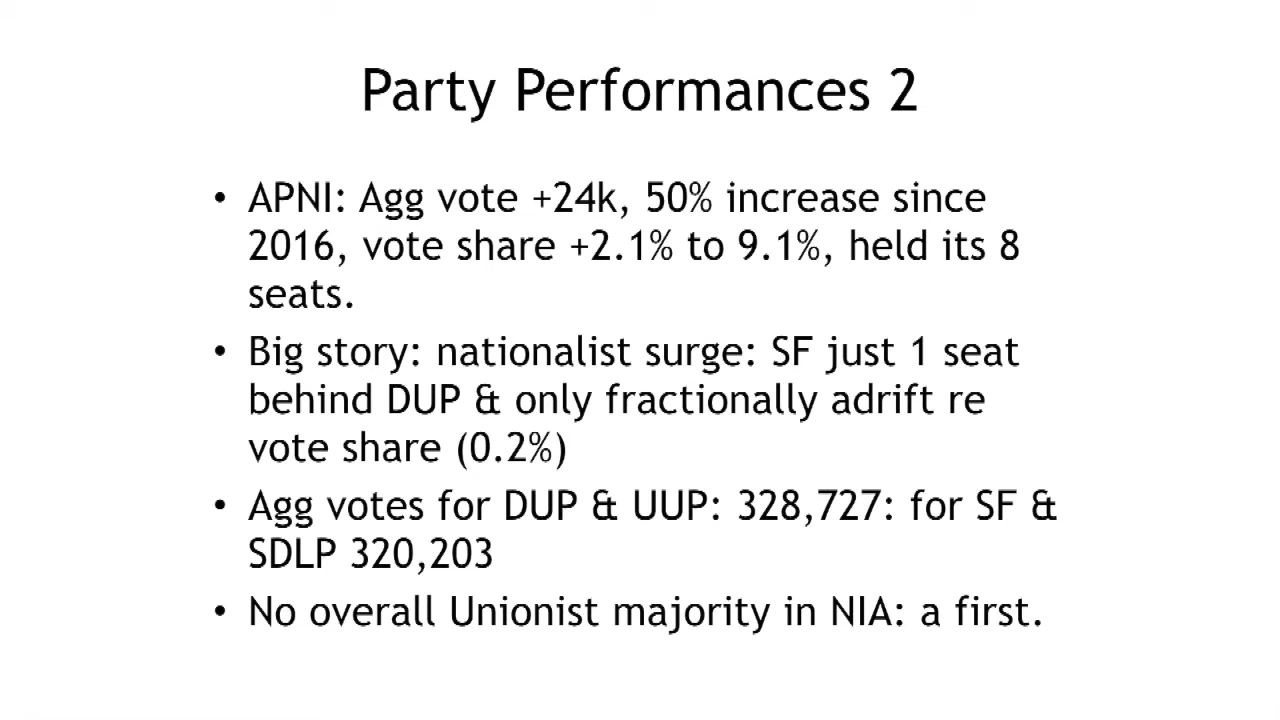 Party Performances 2
• APNI: Agg vote +24k, 50% increase since
2016, vote share +2.1% to 9.1%, held its 8
seats.
• Big story: nationalist surge: SF just 1 seat
behind DUP & only fractionally adrift re
vote share (0.2%)
• Agg votes for DUP & UUP: 328,727: for SF &
SDLP 320,203
• No overall Unionist majority in NIA: a first.